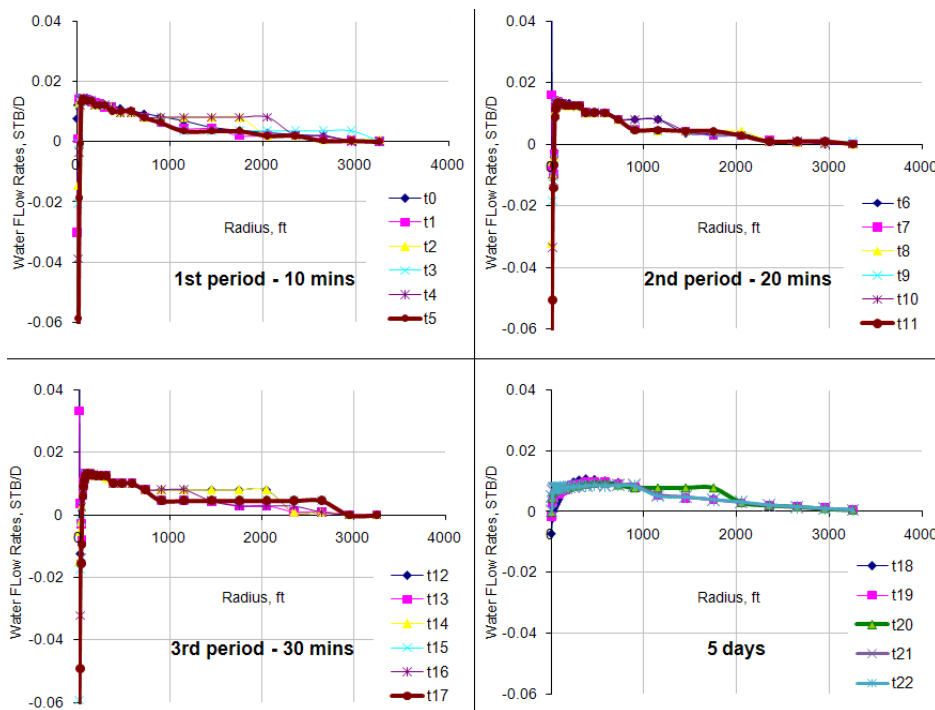 0.04
0.02
0
-0.02
-0.04
-0.06
0
1000
2000
3000
4000
Water FLow Rates, STB/D
Radius, ft
1st period - 10 mins
t0
t1
t2
t3
t4
t5
0.04
0.02
0
-0.02
-0.04
-0.06
0
1000
2000
3000
4000
Water FLow Rates, STB/D
Radius, ft
2nd period - 20 mins
t6
t7
t8
t9
t10
t11
0.04
0.02
0
-0.02
-0.04
-0.06
0
1000
2000
3000
4000
Water FLow Rates, STB/D
Radius, ft
3rd period - 30 mins
t12
t13
t14
t15
t16
t17
0.04
0.02
0
-0.02
-0.04
-0.06
0
1000
2000
3000
4000
Water FLow Rates, STB/D
Radius, ft
5 days
t18
t19
t20
t21
t22